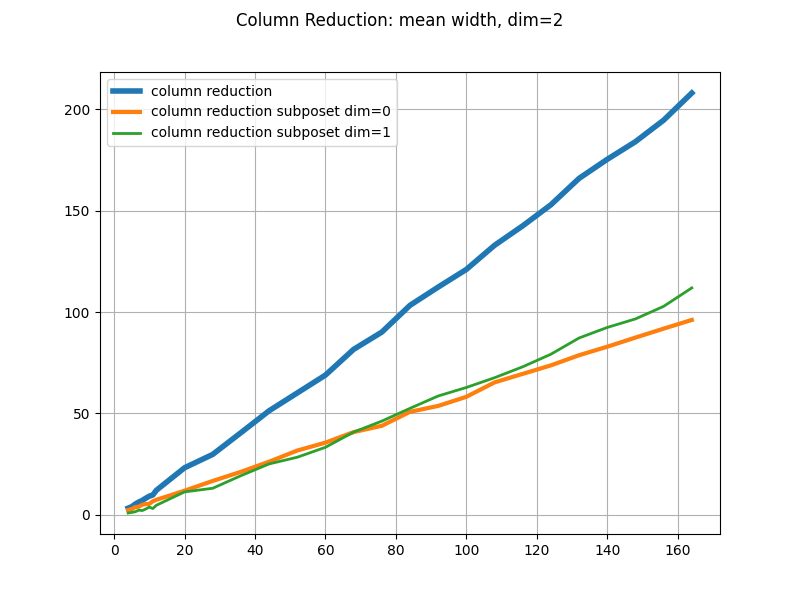 Column Reduction: mean width, dim=2
column reduction
column reduction subposet dim=0
column reduction subposet dim=1
200
150
100
50
0
0 20 40 60 80 100 120 140 160